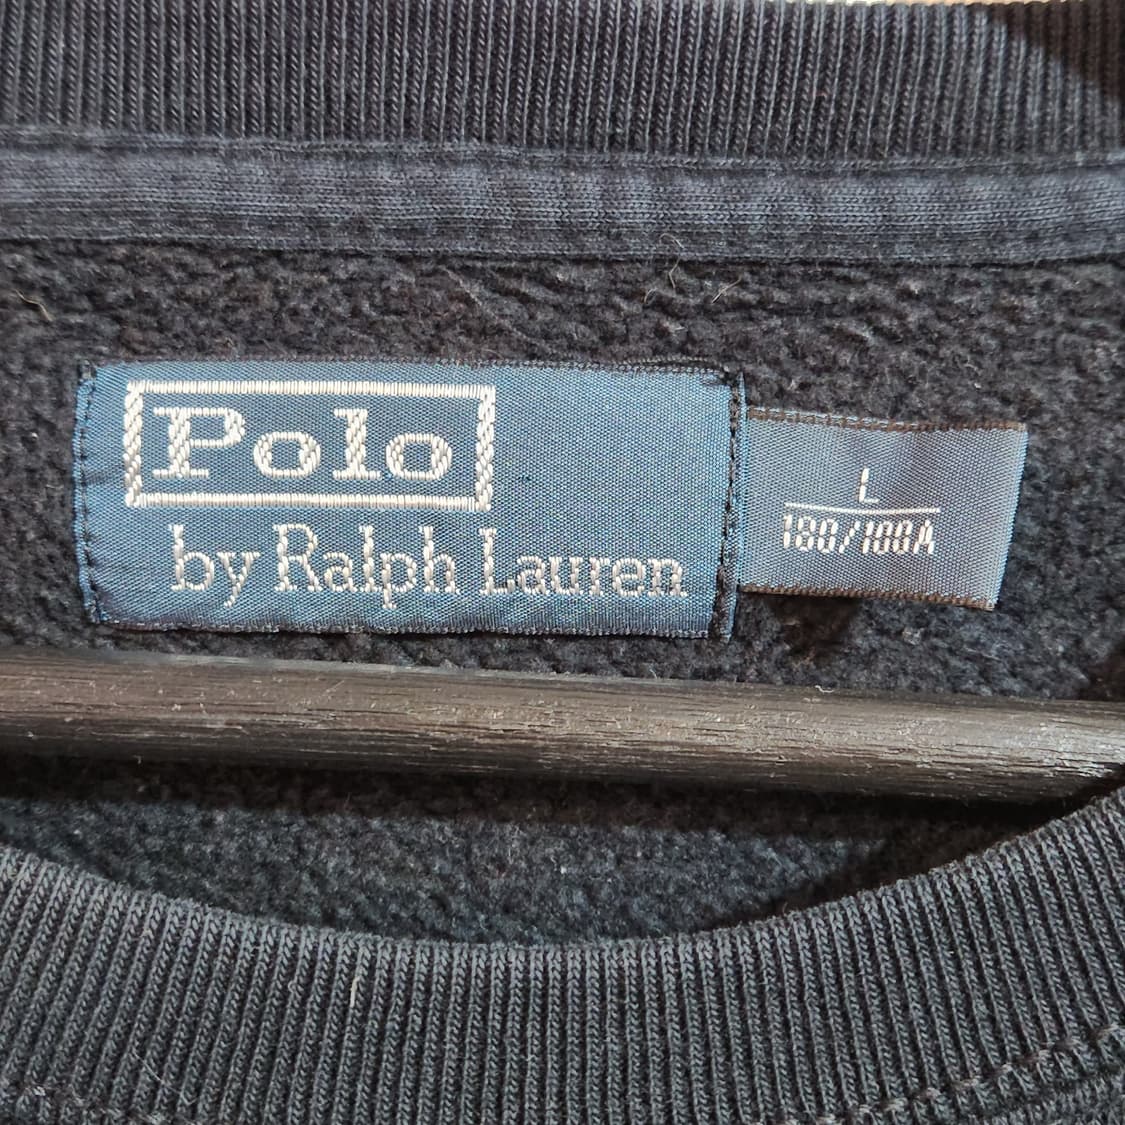 Polo
by Ralph Lauren
L
180/100A